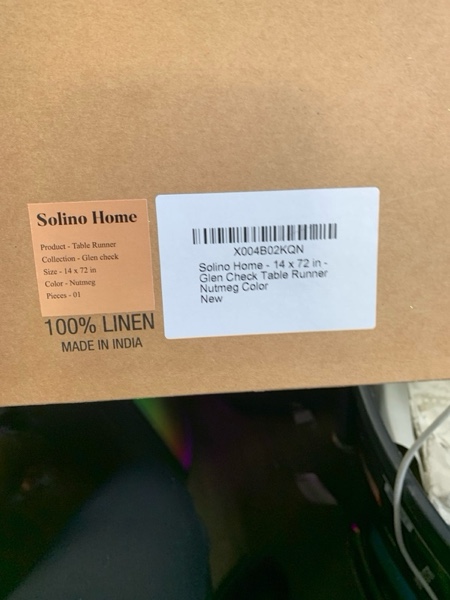 Solino Home
Product - Table Runner
Collection - Glen check
Size - 14 x 72 in
Color - Nutmeg
Pieces - 01
100% LINEN
MADE IN INDIA
X004B02KQN
Solino Home - 14 x 72 in -
Glen Check Table Runner
Nutmeg Color
New